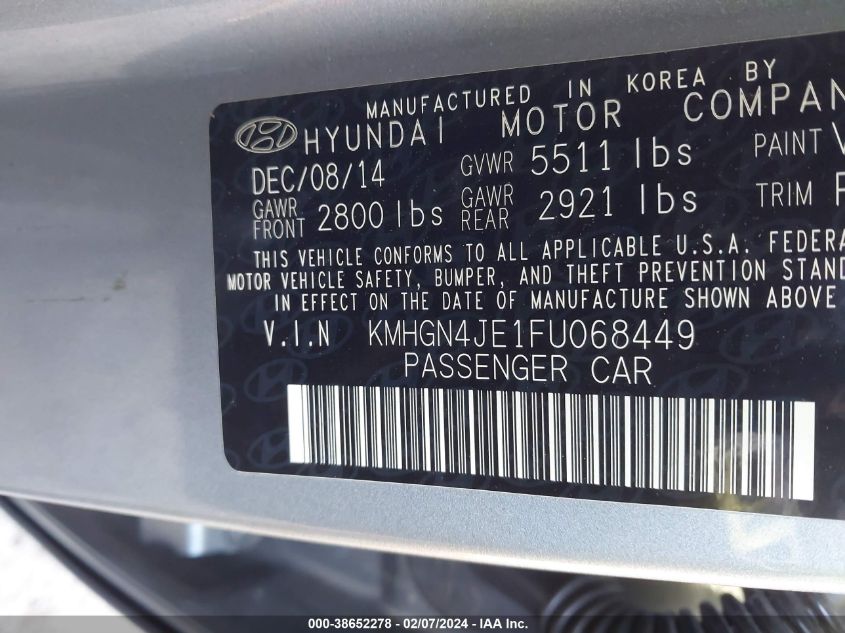 MANUFACTURED IN KOREA BY
HYUNDAI MOTOR COMPAN
DEC/08/14 GVWR 5511 lbs PAINT
GAWR FRONT 2800 lbs GAWR REAR 2921 lbs TRIM
THIS VEHICLE CONFORMS TO ALL APPLICABLE U.S.A. FEDERA
MOTOR VEHICLE SAFETY, BUMPER, AND THEFT PREVENTION STAND
IN EFFECT ON THE DATE OF MANUFACTURE SHOWN ABOVE
V.I.N KMHGN4JE1FU068449
PASSENGER CAR
000-38652278 - 02/07/2024 - IAA, Inc.